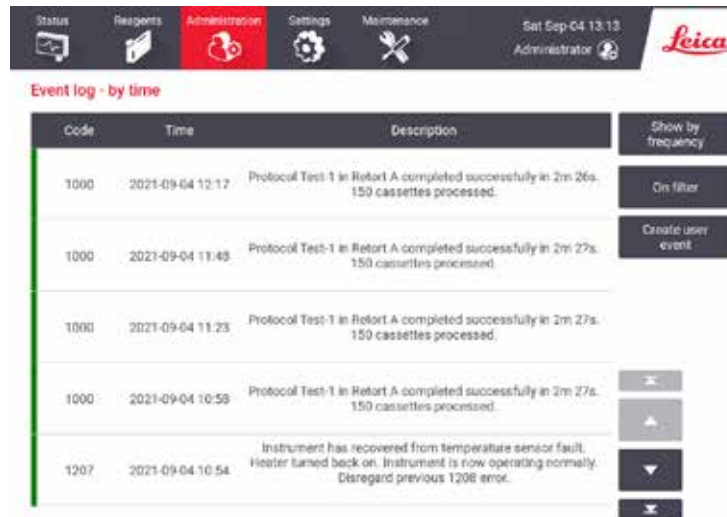 Status Reagents Administration Settings Maintenance Sat Sep-04 13:13
Administrator
Leica
Event log - by time
Code Time Description
Show by
frequency
On filter
Create user
event
1000 2021-09-04 12:17 Protocol Test-1 in Retort A completed successfully in 2m 26s.
150 cassettes processed.
1000 2021-09-04 11:48 Protocol Test-1 in Retort A completed successfully in 2m 27s.
150 cassettes processed.
1000 2021-09-04 11:23 Protocol Test-1 in Retort A completed successfully in 2m 27s.
150 cassettes processed.
1000 2021-09-04 10:58 Protocol Test-1 in Retort A completed successfully in 2m 27s.
150 cassettes processed.
1207 2021-09-04 10:54 Instrument has recovered from temperature sensor fault.
Heater turned back on. Instrument is now operating normally.
Disregard previous 1208 error.